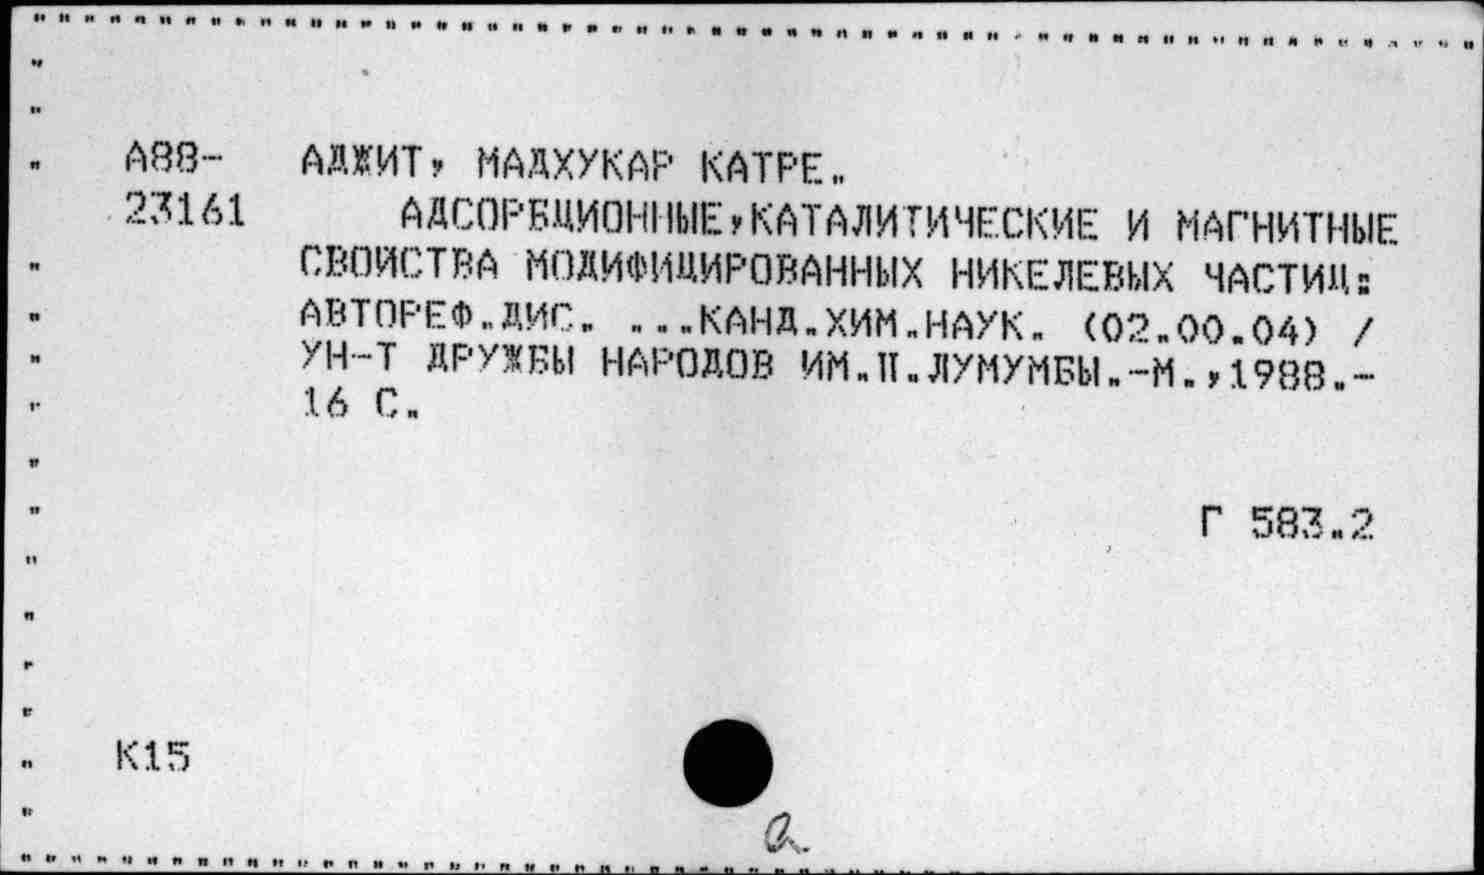 А88- АДЖИТ, МАДХУКАР КАТРЕ.
23161 АДСОРБЦИОННЫЕ,КАТАЛИТИЧЕСКИЕ И МАГНИТНЫЕ
СВОЙСТВА МОДИФИЦИРОВАННЫХ НИКЕЛЕВЫХ ЧАСТИЦ:
АВТОРЕФ.ДИС. ...КАНД.ХИМ.НАУК. (02.00.04) /
УН-Т ДРУЖБЫ НАРОДОВ ИМ.П.ЛУМУМБЫ.-М.,1988.-
16 С.
Г 583.2
К15
а.